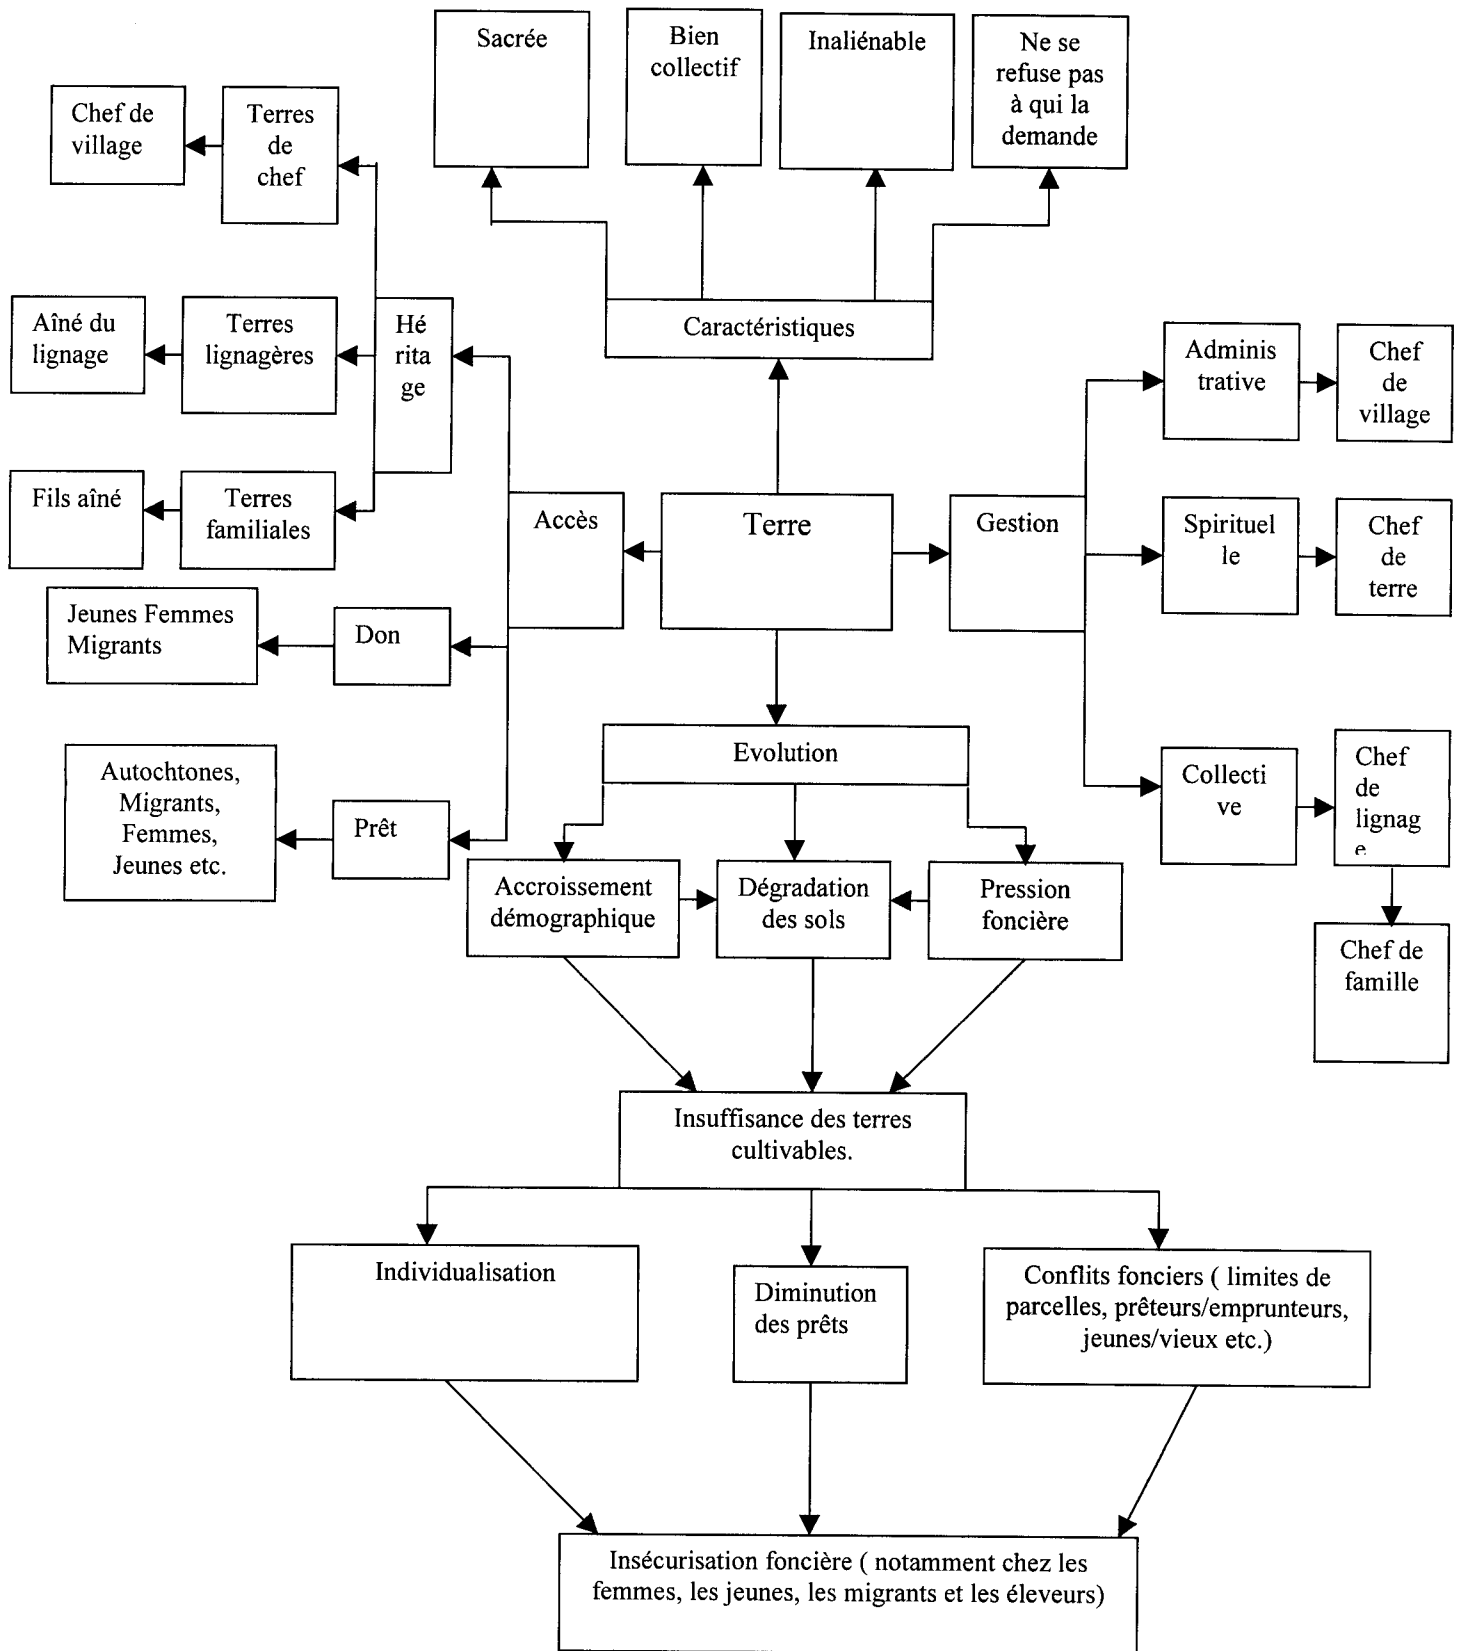 Sacrée
Bien
collectif
Inaliénable
Ne se
refuse pas
à qui la
demande
Chef de
village
Terres
de
chef
Aîné du
lignage
Terres
lignagères
Hé
rita
ge
Caractéristiques
Adminis
trative
Chef
de
village
Fils aîné
Terres
familiales
Accès
Terre
Gestion
Spirituel
le
Chef
de
terre
Jeunes Femmes
Migrants
Don
Evolution
Autochtones,
Migrants,
Femmes,
Jeunes etc.
Prêt
Collecti
ve
Chef
de
lignag
e
Accroissement
démographique
Dégradation
des sols
Pression
foncière
Chef de
famille
Insuffisance des terres
cultivables.
Individualisation
Diminution
des prêts
Conflits fonciers ( limites de
parcelles, prêteurs/emprunteurs,
jeunes/vieux etc.)
Insécurisation foncière ( notamment chez les
femmes, les jeunes, les migrants et les éleveurs)